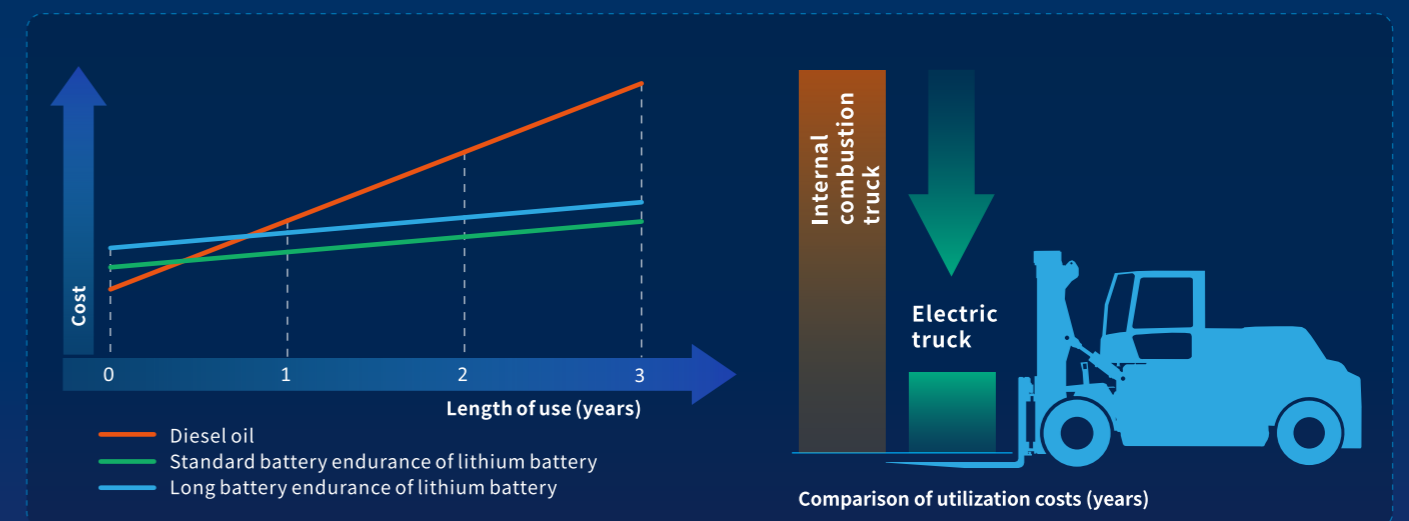 Cost
0
1
2
3
Length of use (years)
Diesel oil
Standard battery endurance of lithium battery
Long battery endurance of lithium battery
Internal
combustion
truck
Electric
truck
Comparison of utilization costs (years)